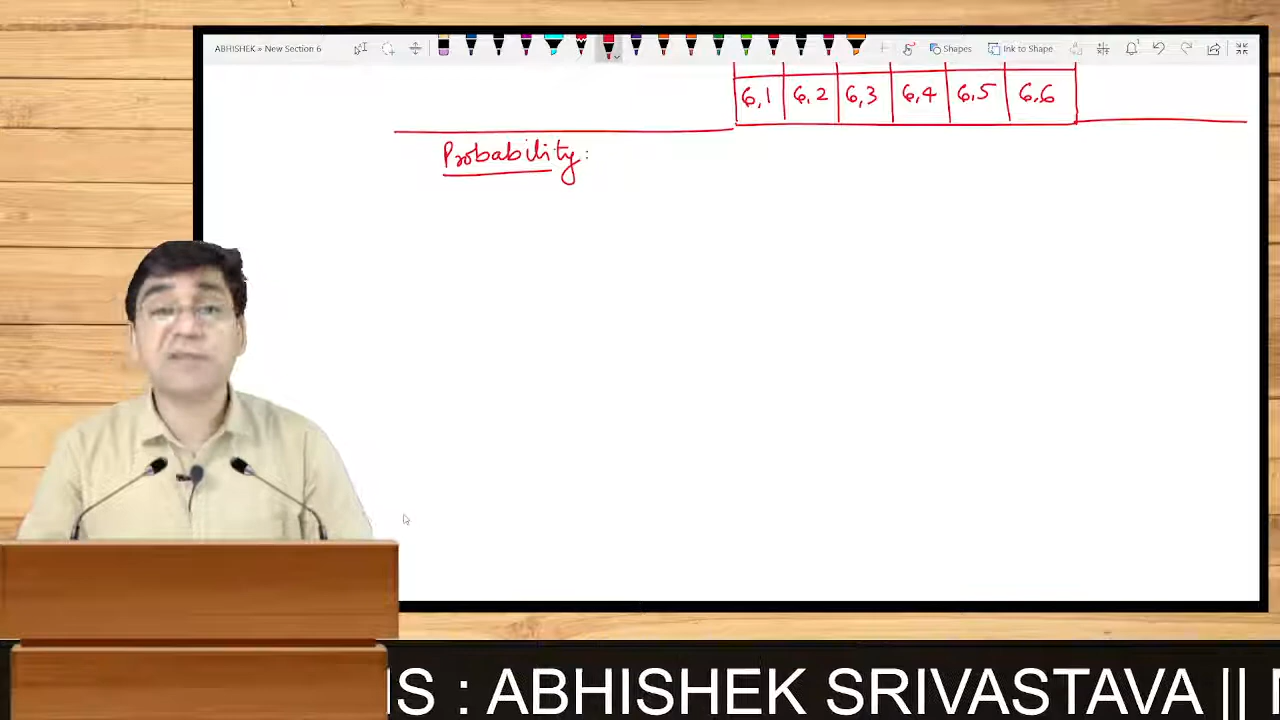 ABHISHEK » New Section 6
Shapes
Ink to Shape
6,1 6,2 6,3 6,4 6,5 6.6
Probability:
IS : ABHISHEK SRIVASTAVA ||